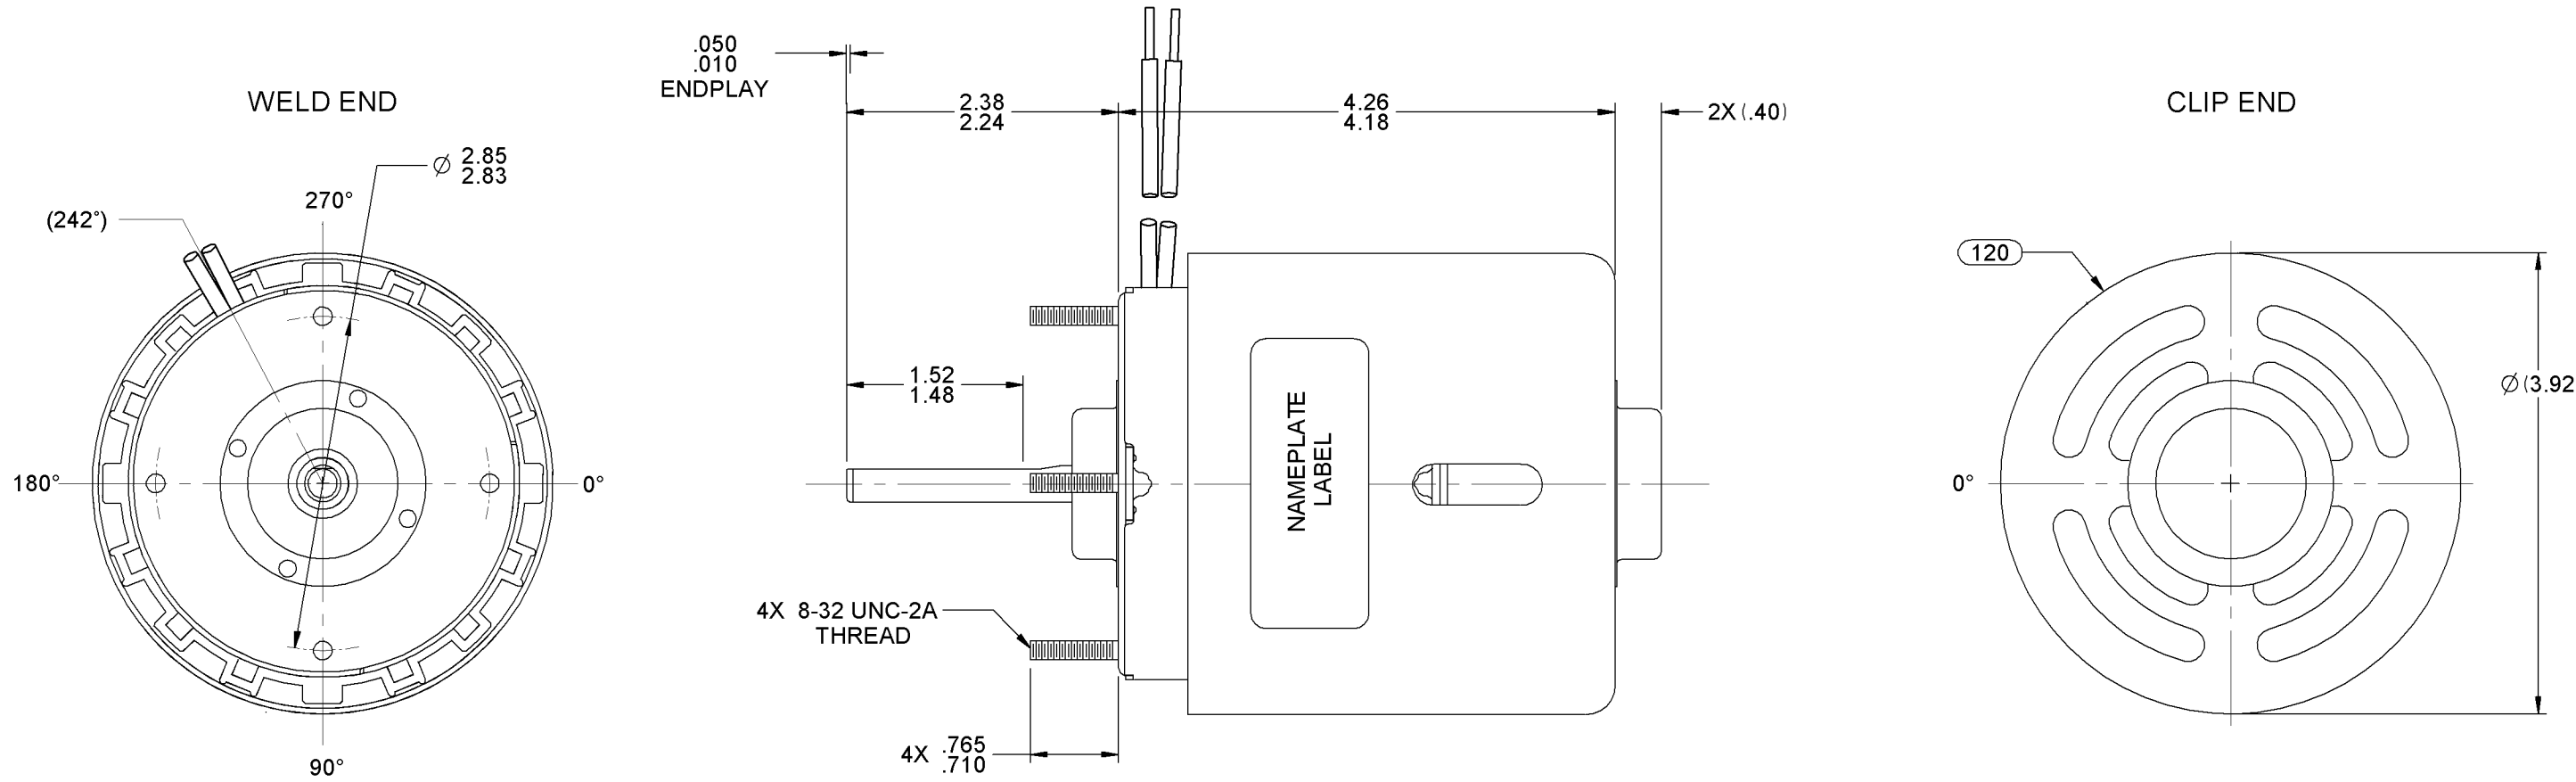 WELD END
⌀ 2.85
2.83
270°
(242°)
180°
0°
90°
.050
.010
ENDPLAY
2.38
2.24
4.26
4.18
2X (.40)
1.52
1.48
NAMEPLATE
LABEL
4X 8-32 UNC-2A
THREAD
4X .765
.710
CLIP END
120
0°
⌀(3.92